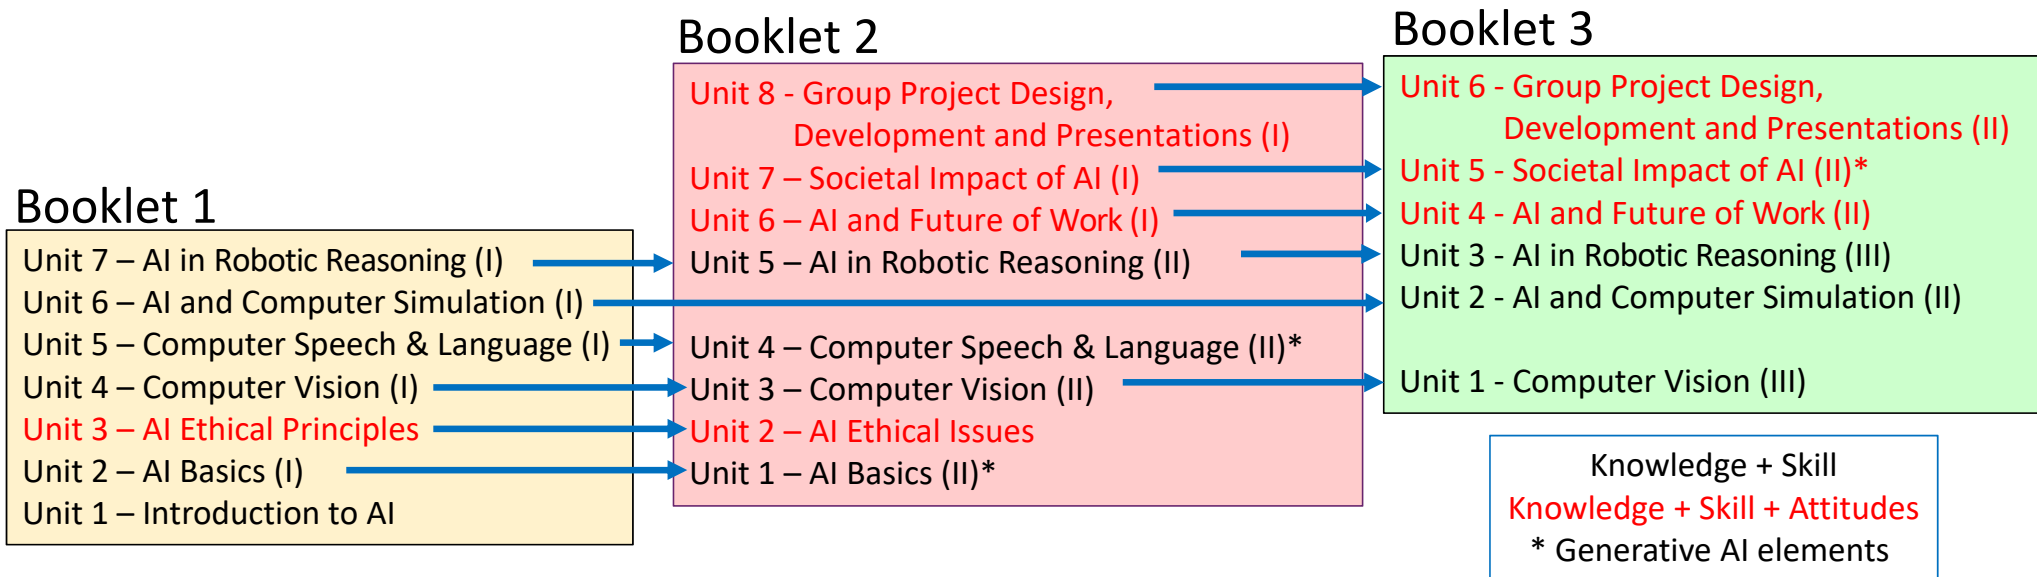 Booklet 1
Unit 7 – AI in Robotic Reasoning (I)
Unit 6 – AI and Computer Simulation (I)
Unit 5 – Computer Speech & Language (I)
Unit 4 – Computer Vision (I)
Unit 3 – AI Ethical Principles
Unit 2 – AI Basics (I)
Unit 1 – Introduction to AI
Booklet 2
Unit 8 - Group Project Design,
Development and Presentations (I)
Unit 7 – Societal Impact of AI (I)
Unit 6 – AI and Future of Work (I)
Unit 5 – AI in Robotic Reasoning (II)
Unit 4 – Computer Speech & Language (II)*
Unit 3 – Computer Vision (II)
Unit 2 – AI Ethical Issues
Unit 1 – AI Basics (II)*
Booklet 3
Unit 6 - Group Project Design,
Development and Presentations (II)
Unit 5 - Societal Impact of AI (II)*
Unit 4 - AI and Future of Work (II)
Unit 3 - AI in Robotic Reasoning (III)
Unit 2 - AI and Computer Simulation (II)
Unit 1 - Computer Vision (III)
Knowledge + Skill
Knowledge + Skill + Attitudes
* Generative AI elements